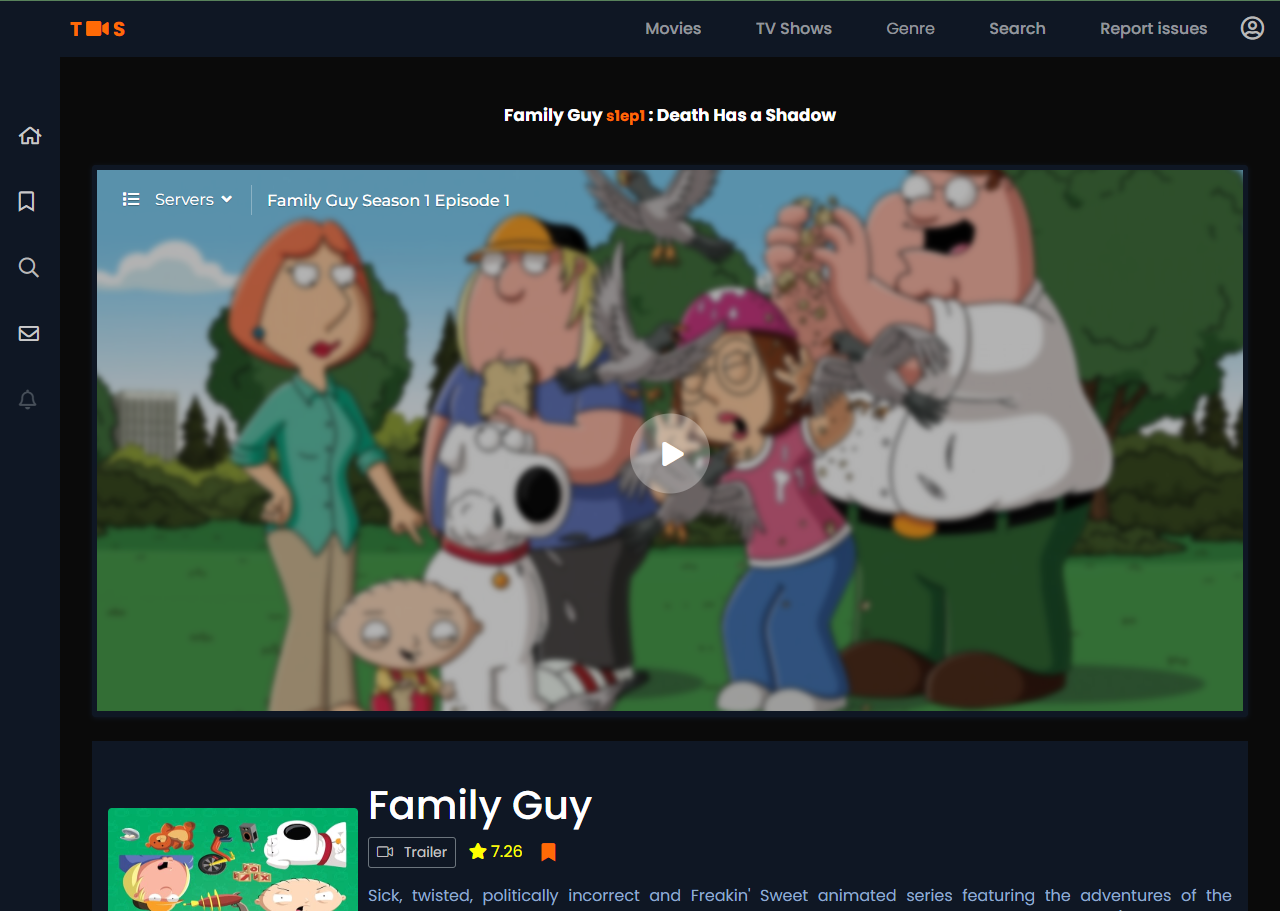 T S
Movies TV Shows Genre Search Report issues
Family Guy s1ep1 : Death Has a Shadow
Servers Family Guy Season 1 Episode 1
Family Guy
Trailer 7.26
Sick, twisted, politically incorrect and Freakin' Sweet animated series featuring the adventures of the